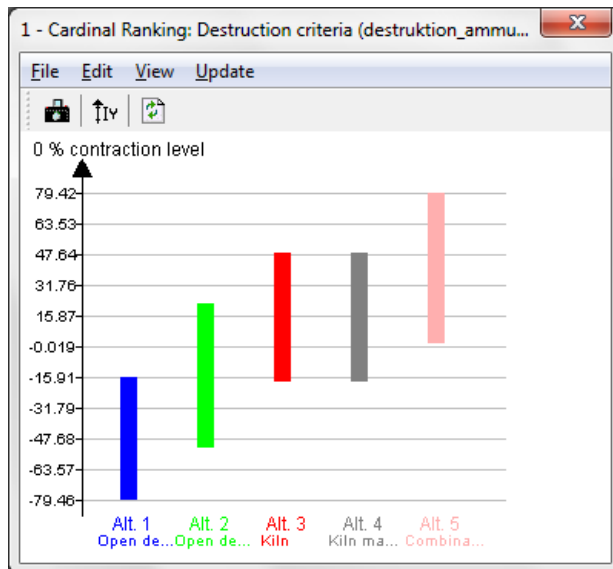 1 - Cardinal Ranking: Destruction criteria (destruktion_ammu...
File Edit View Update
0 % contraction level
79.42
63.53
47.64
31.76
15.87
-0.019
-15.91
-31.79
-47.68
-63.57
-79.46
Alt. 1 Alt. 2 Alt. 3 Alt. 4 Alt. 5
Open de... Open de... Kiln Kiln ma... Combina...